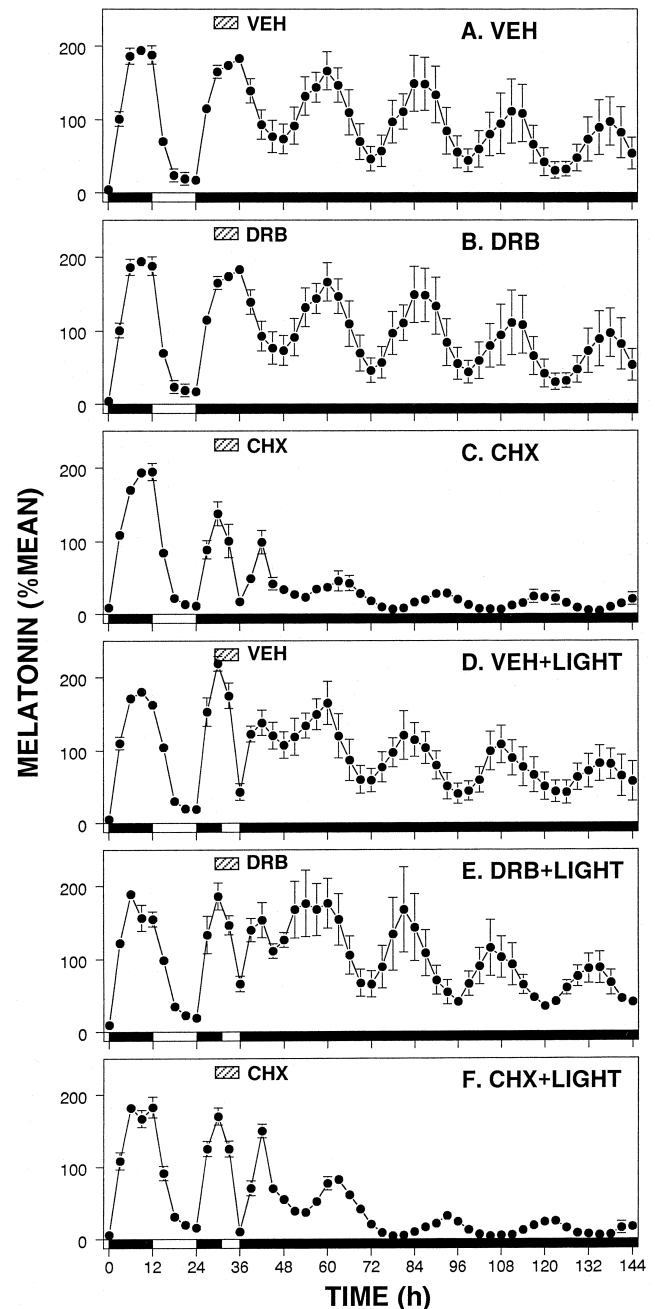 VEH
A. VEH
200
100
0
DRB
B. DRB
200
100
0
CHX
C. CHX
200
100
0
VEH
D. VEH+LIGHT
200
100
0
DRB
E. DRB+LIGHT
200
100
0
CHX
F. CHX+LIGHT
200
100
0
0 12 24 36 48 60 72 84 96 108 120 132 144
TIME (h)
MELATONIN (%MEAN)